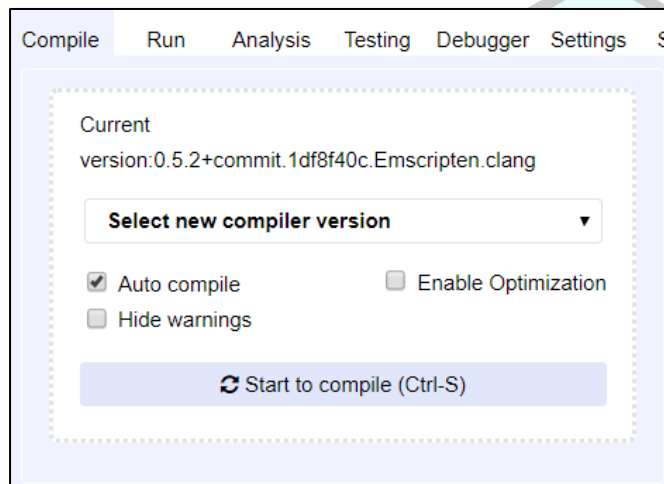 Compile Run Analysis Testing Debugger Settings S
Current
version:0.5.2+commit.1df8f40c.Emscripten.clang
Select new compiler version
Auto compile Enable Optimization
Hide warnings
Start to compile (Ctrl-S)